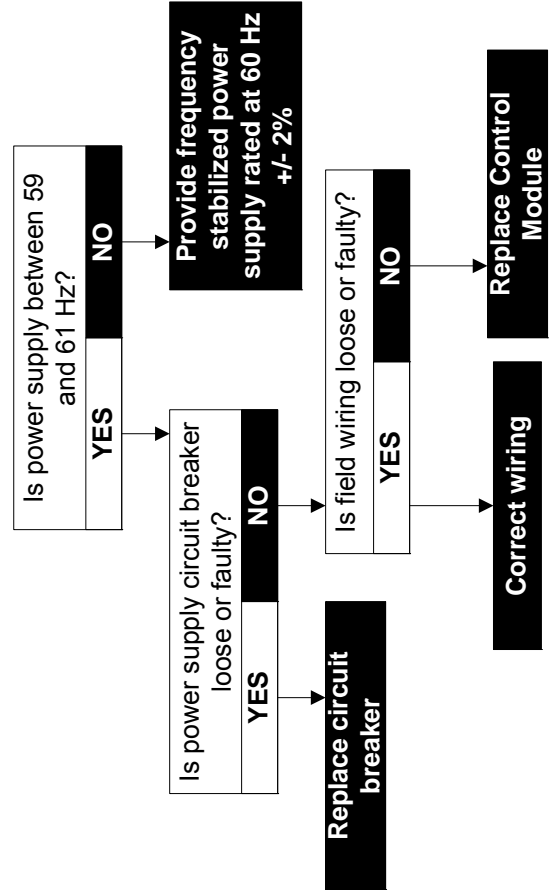 Is power supply between 59
and 61 Hz?
YES
NO
Provide frequency
stabilized power
supply rated at 60 Hz
+/- 2%
Is power supply circuit breaker
loose or faulty?
YES
NO
Replace circuit
breaker
Is field wiring loose or faulty?
YES
NO
Correct wiring
Replace Control
Module